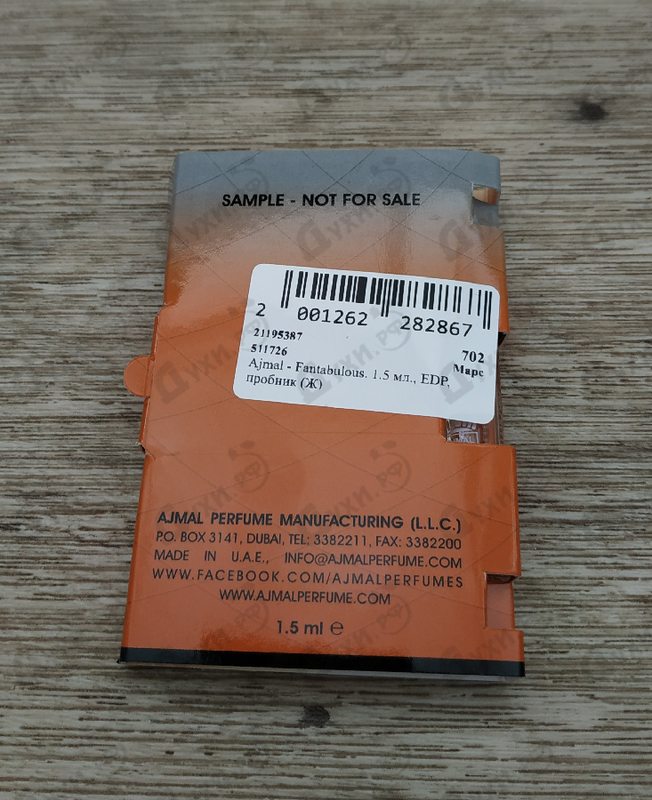 SAMPLE - NOT FOR SALE
2 001262 282867
21195387
511726
702
Марс
Ajmal - Fantabulous. 1.5 мл., EDP,
пробник (Ж)
AJMAL PERFUME MANUFACTURING (L.L.C.)
P.O. BOX 3141, DUBAI, TEL: 3382211, FAX: 3382200
MADE IN U.A.E., INFO@AJMALPERFUME.COM
WWW.FACEBOOK.COM/AJMALPERFUMES
WWW.AJMALPERFUME.COM
1.5 ml ℮
Духи.рф